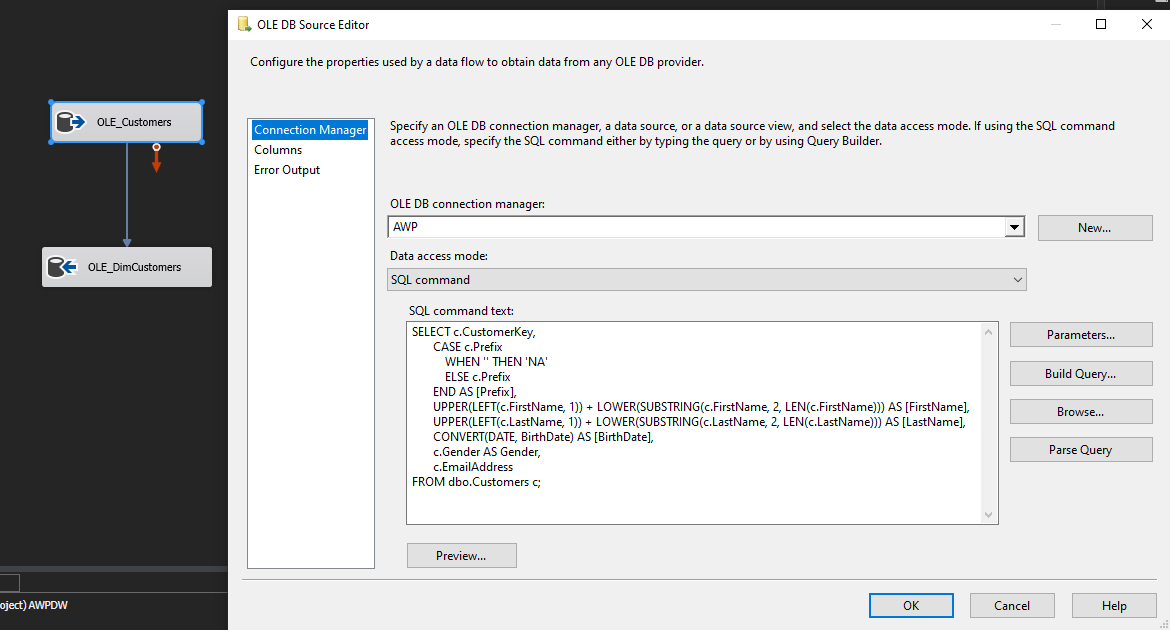 OLE DB Source Editor
Configure the properties used by a data flow to obtain data from any OLE DB provider.
OLE_Customers
OLE_DimCustomers
Connection Manager
Columns
Error Output
Specify an OLE DB connection manager, a data source, or a data source view, and select the data access mode. If using the SQL command
access mode, specify the SQL command either by typing the query or by using Query Builder.
OLE DB connection manager:
AWP
New...
Data access mode:
SQL command
SQL command text:
SELECT c.CustomerKey,
CASE c.Prefix
WHEN '' THEN 'NA'
ELSE c.Prefix
END AS [Prefix],
UPPER(LEFT(c.FirstName, 1)) + LOWER(SUBSTRING(c.FirstName, 2, LEN(c.FirstName))) AS [FirstName],
UPPER(LEFT(c.LastName, 1)) + LOWER(SUBSTRING(c.LastName, 2, LEN(c.LastName))) AS [LastName],
CONVERT(DATE, BirthDate) AS [BirthDate],
c.Gender AS Gender,
c.EmailAddress
FROM dbo.Customers c;
Parameters...
Build Query...
Browse...
Parse Query
Preview...
oject) AWPDW
OK
Cancel
Help